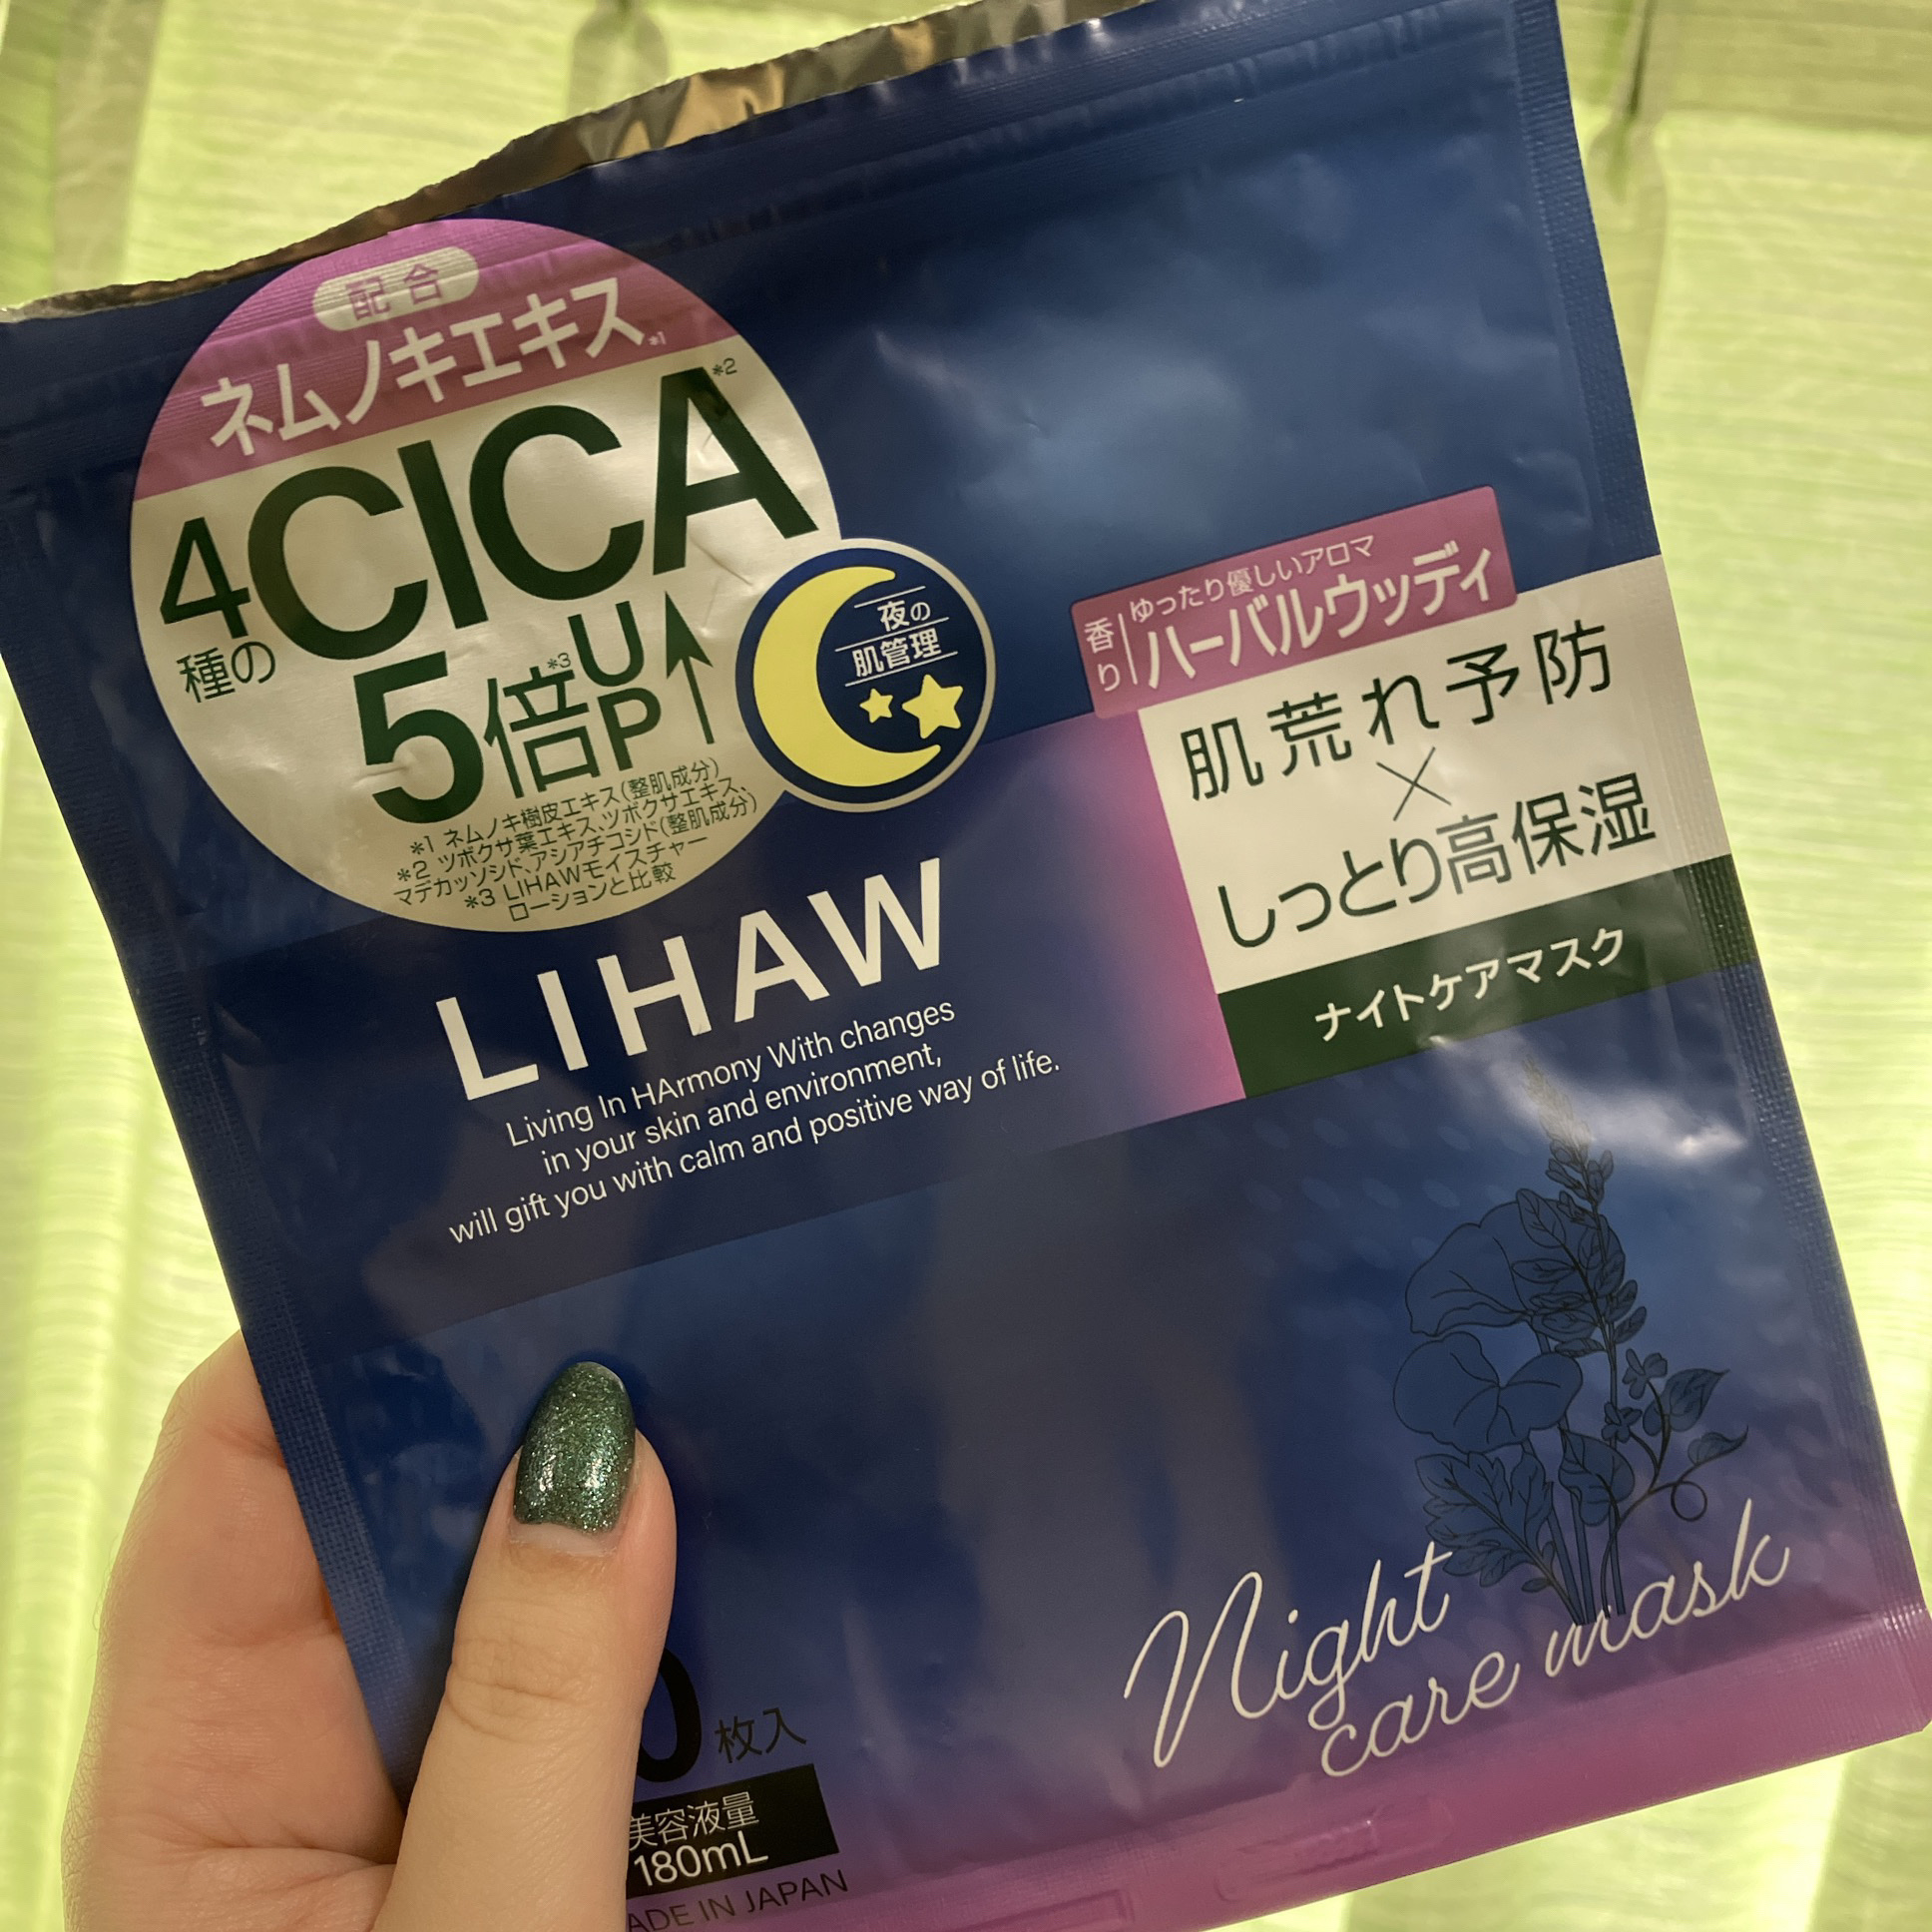 配合
ネムノキエキス*1
4種のCICA*2
5倍*3UP
*1 ネムノキ樹皮エキス(整肌成分)
*2 ツボクサ葉エキス、ツボクサエキス、
マデカッソシド、アシアチコシド(整肌成分)
*3 LIHAWモイスチャー
ローションと比較
夜の
肌管理
香り
ゆったり優しいアロマ
ハーバルウッディ
肌荒れ予防
×
しっとり高保湿
ナイトケアマスク
LIHAW
Living In HArmony With changes
in your skin and environment,
will gift you with calm and positive way of life.
Night
care mask
0枚入
美容液量
180mL
ADE IN JAPAN